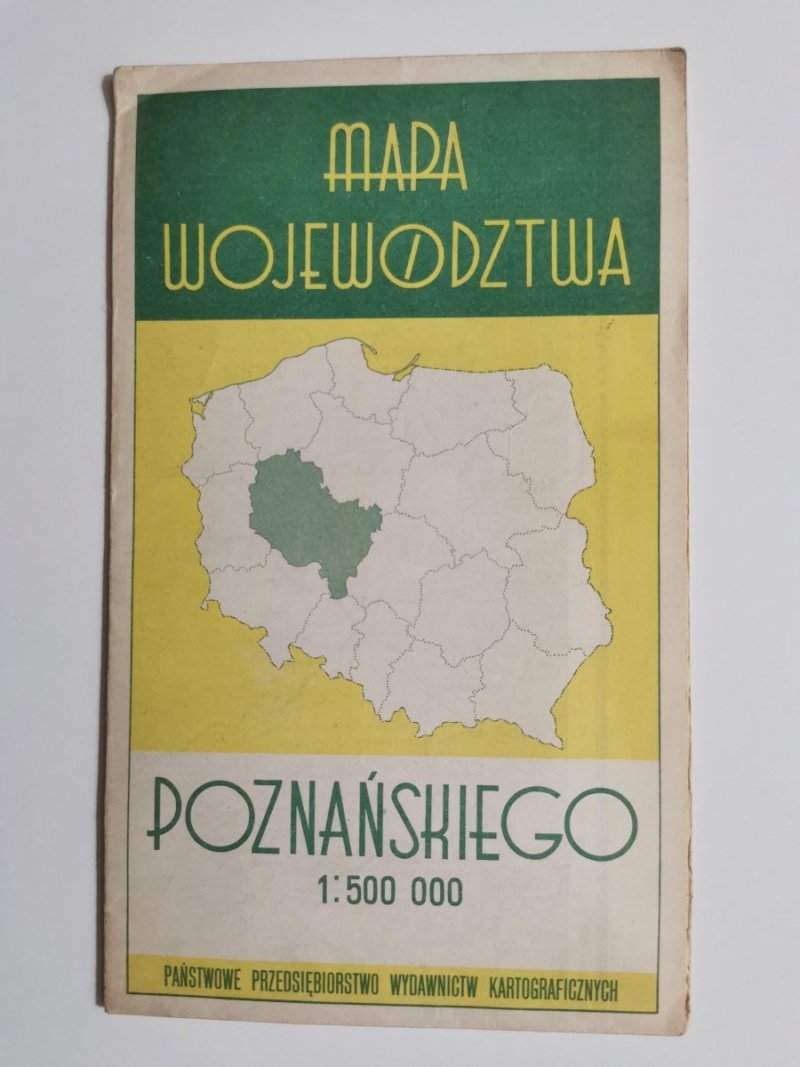 MAPA
WOJEWÓDZTWA
POZNAŃSKIEGO
1:500 000
PAŃSTWOWE PRZEDSIĘBIORSTWO WYDAWNICTW KARTOGRAFICZNYCH